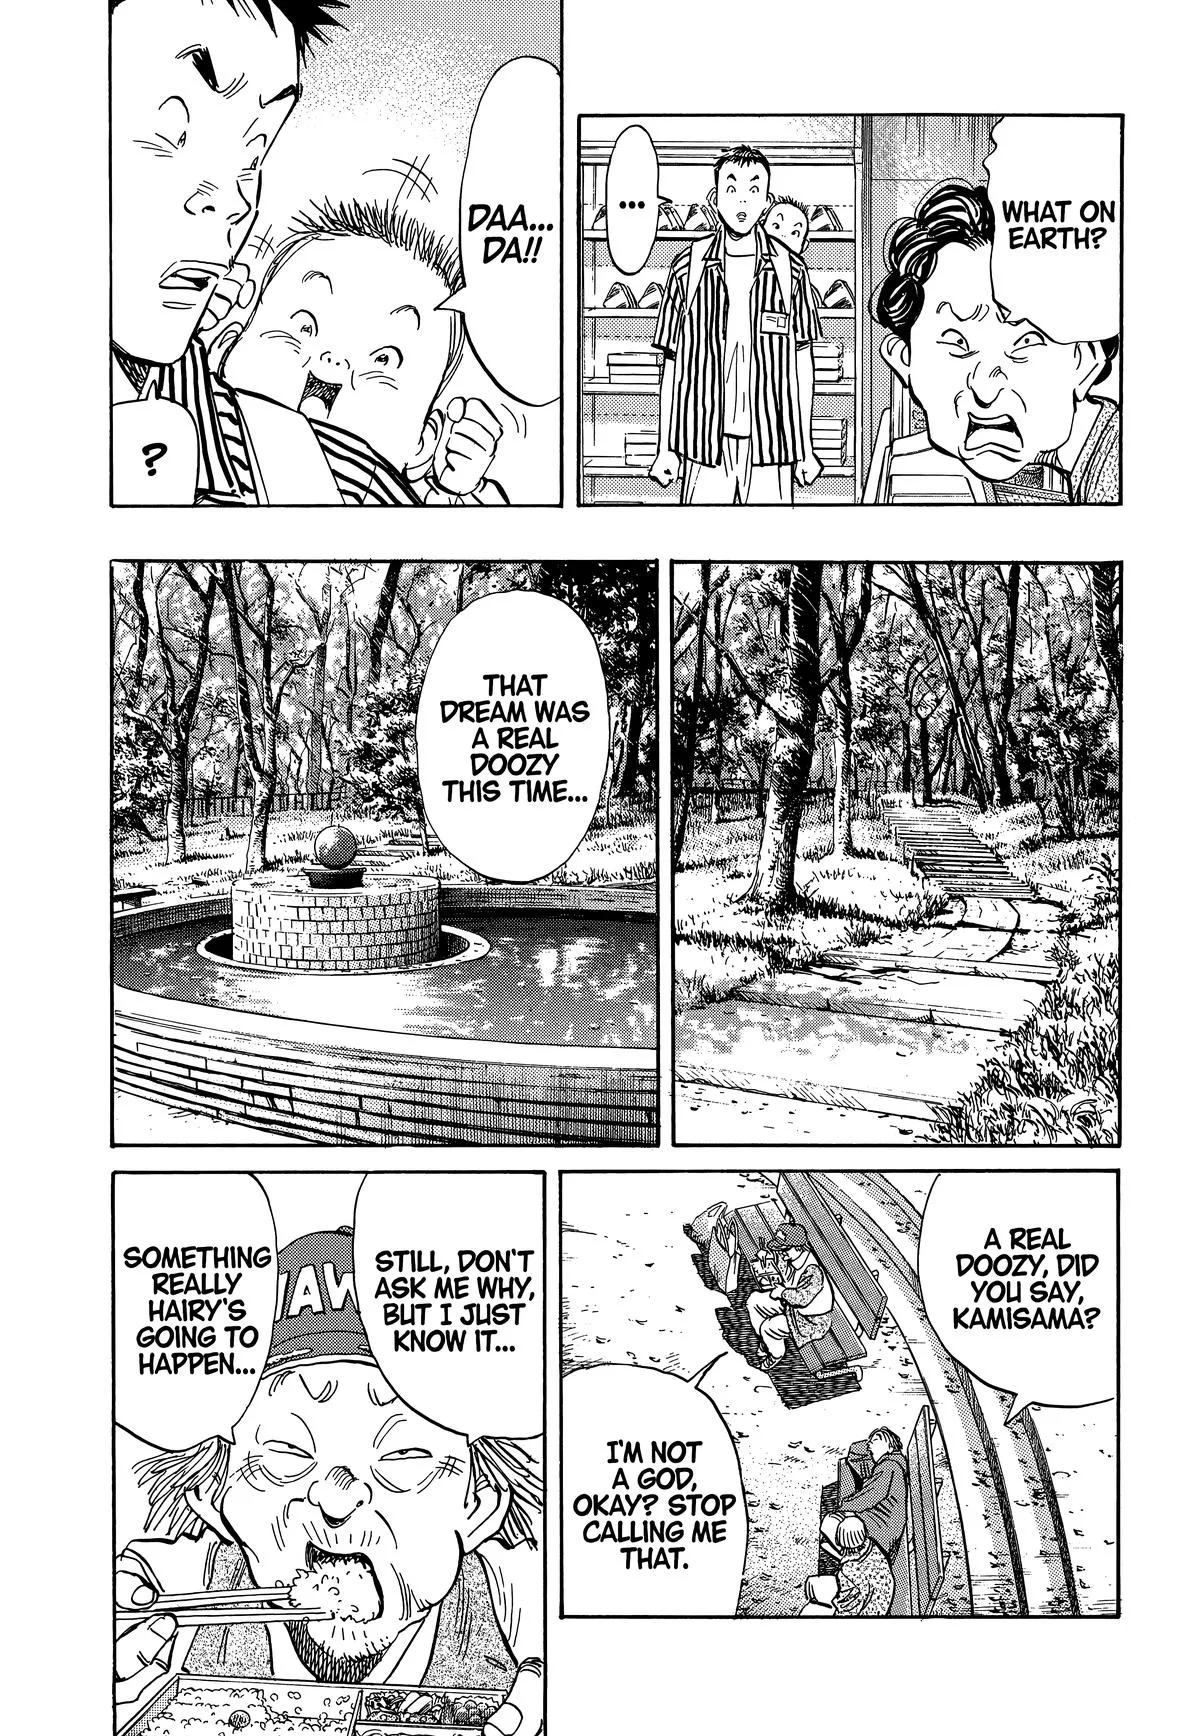 WHAT ON
EARTH?
...
DAA...
DA!!
?
THAT
DREAM WAS
A REAL
DOOZY
THIS TIME...
A REAL
DOOZY, DID
YOU SAY,
KAMISAMA?
I'M NOT
A GOD,
OKAY? STOP
CALLING ME
THAT.
STILL, DON'T
ASK ME WHY,
BUT I JUST
KNOW IT...
SOMETHING
REALLY
HAIRY'S
GOING TO
HAPPEN...